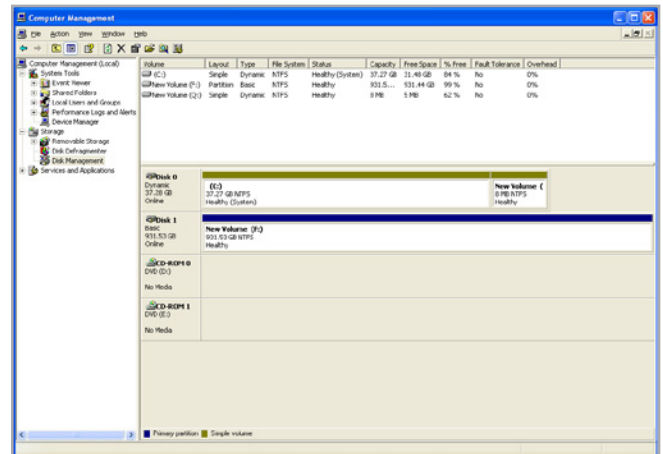 Computer Management
File Action View Window Help
Computer Management (Local)
System Tools
Event Viewer
Shared Folders
Local Users and Groups
Performance Logs and Alerts
Device Manager
Storage
Removable Storage
Disk Defragmenter
Disk Management
Services and Applications
Volume Layout Type File System Status Capacity Free Space % Free Fault Tolerance Overhead
(C:) Simple Dynamic NTFS Healthy (System) 37.27 GB 31.48 GB 84 % No 0%
New Volume (F:) Partition Basic NTFS Healthy 931.5... 931.44 GB 99 % No 0%
New Volume (Q:) Simple Dynamic NTFS Healthy 8 MB 5 MB 62 % No 0%
Disk 0
Dynamic
37.28 GB
Online
(C:)
37.27 GB NTFS
Healthy (System)
New Volume (
8 MB NTFS
Healthy
Disk 1
Basic
931.53 GB
Online
New Volume (F:)
931.53 GB NTFS
Healthy
CD-ROM 0
DVD (D:)
No Media
CD-ROM 1
DVD (E:)
No Media
Primary partition Simple volume